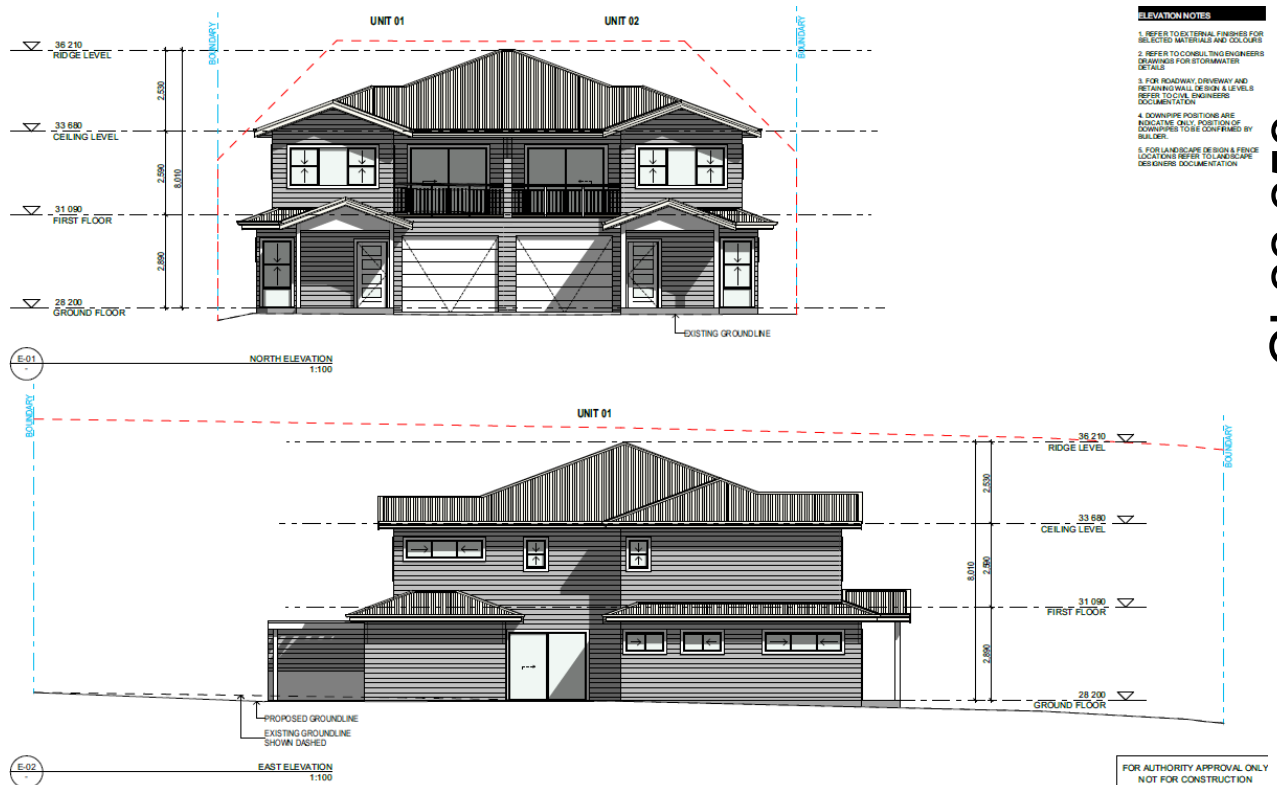 UNIT 01
UNIT 02
BOUNDARY
BOUNDARY
36 210
RIDGE LEVEL
2,530
33 680
CEILING LEVEL
2,590
8,010
31 090
FIRST FLOOR
2,890
28 200
GROUND FLOOR
EXISTING GROUNDLINE
E-01
-
NORTH ELEVATION
1:100
ELEVATION NOTES
1. REFER TO EXTERNAL FINISHES FOR
SELECTED MATERIALS AND COLOURS
2. REFER TO CONSULTING ENGINEERS
DRAWINGS FOR STORMWATER
DETAILS
3. FOR ROADWAY, DRIVEWAY AND
RETAINING WALL DESIGN & LEVELS
REFER TO CIVIL ENGINEERS
DOCUMENTATION
4. DOWNPIPE POSITIONS ARE
INDICATIVE ONLY, POSITION OF
DOWNPIPES TO BE CONFIRMED BY
BUILDER.
5. FOR LANDSCAPE DESIGN & FENCE
LOCATIONS REFER TO LANDSCAPE
DESIGNERS DOCUMENTATION
UNIT 01
BOUNDARY
BOUNDARY
36 210
RIDGE LEVEL
2,530
33 680
CEILING LEVEL
8,010
2,590
31 090
FIRST FLOOR
2,890
28 200
GROUND FLOOR
PROPOSED GROUNDLINE
EXISTING GROUNDLINE
SHOWN DASHED
E-02
-
EAST ELEVATION
1:100
FOR AUTHORITY APPROVAL ONLY
NOT FOR CONSTRUCTION